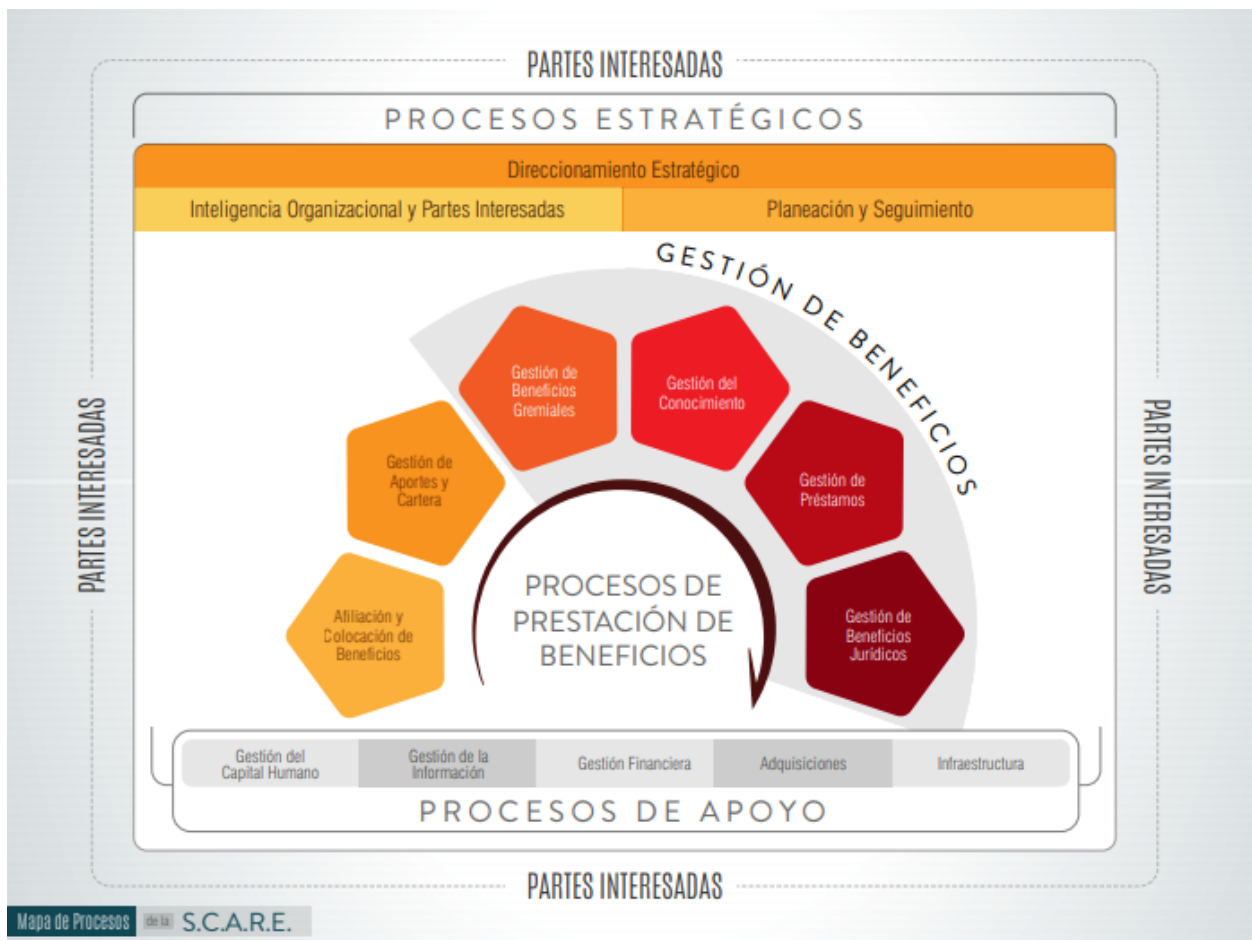 PARTES INTERESADAS
PROCESOS ESTRATÉGICOS
Direccionamiento Estratégico
Inteligencia Organizacional y Partes Interesadas
Planeación y Seguimiento
GESTIÓN DE BENEFICIOS
Gestión de
Beneficios
Gremiales
Gestión del
Conocimiento
Gestión de
Aportes y
Cartera
Gestión de
Préstamos
Afiliación y
Colocación de
Beneficios
PROCESOS DE
PRESTACIÓN DE
BENEFICIOS
Gestión de
Beneficios
Jurídicos
PARTES INTERESADAS
PARTES INTERESADAS
Gestión del
Capital Humano
Gestión de la
Información
Gestión Financiera
Adquisiciones
Infraestructura
PROCESOS DE APOYO
PARTES INTERESADAS
Mapa de Procesos de la S.C.A.R.E.